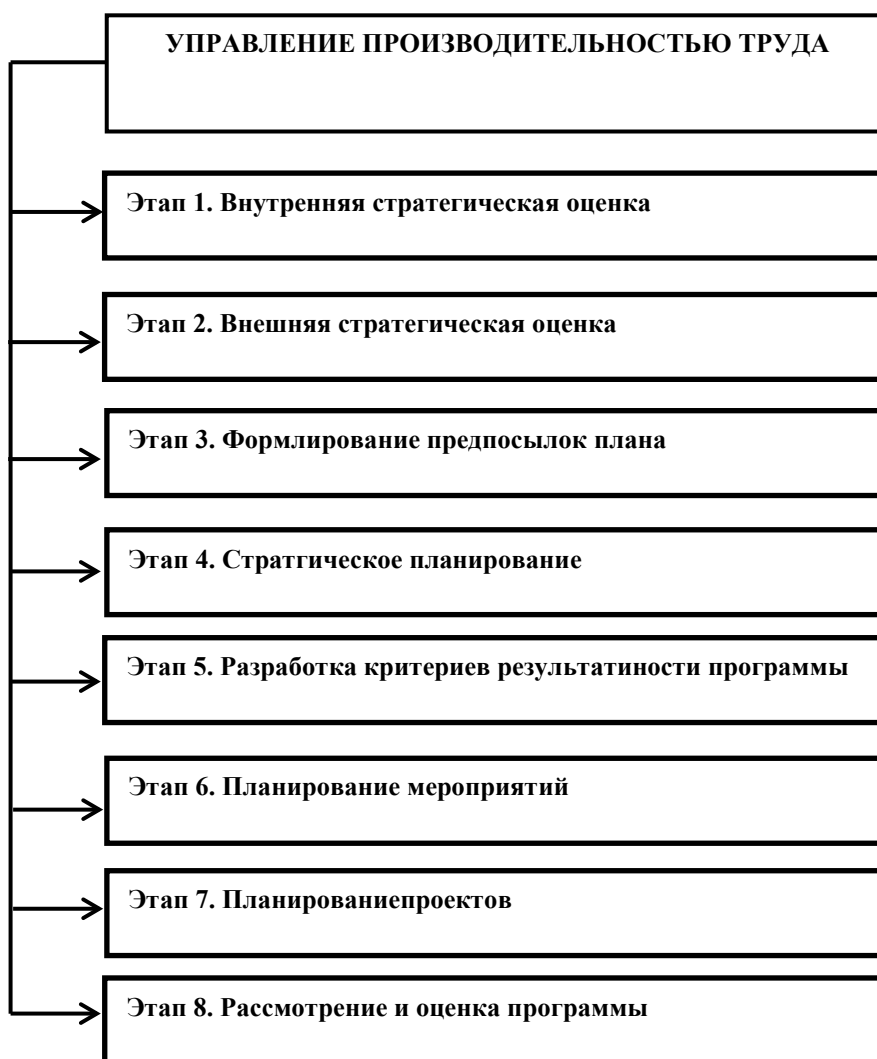 УПРАВЛЕНИЕ ПРОИЗВОДИТЕЛЬНОСТЬЮ ТРУДА
Этап 1. Внутренняя стратегическая оценка
Этап 2. Внешняя стратегическая оценка
Этап 3. Формлирование предпосылок плана
Этап 4. Стратгическое планирование
Этап 5. Разработка критериев результатиности программы
Этап 6. Планирование мероприятий
Этап 7. Планированиепроектов
Этап 8. Рассмотрение и оценка программы